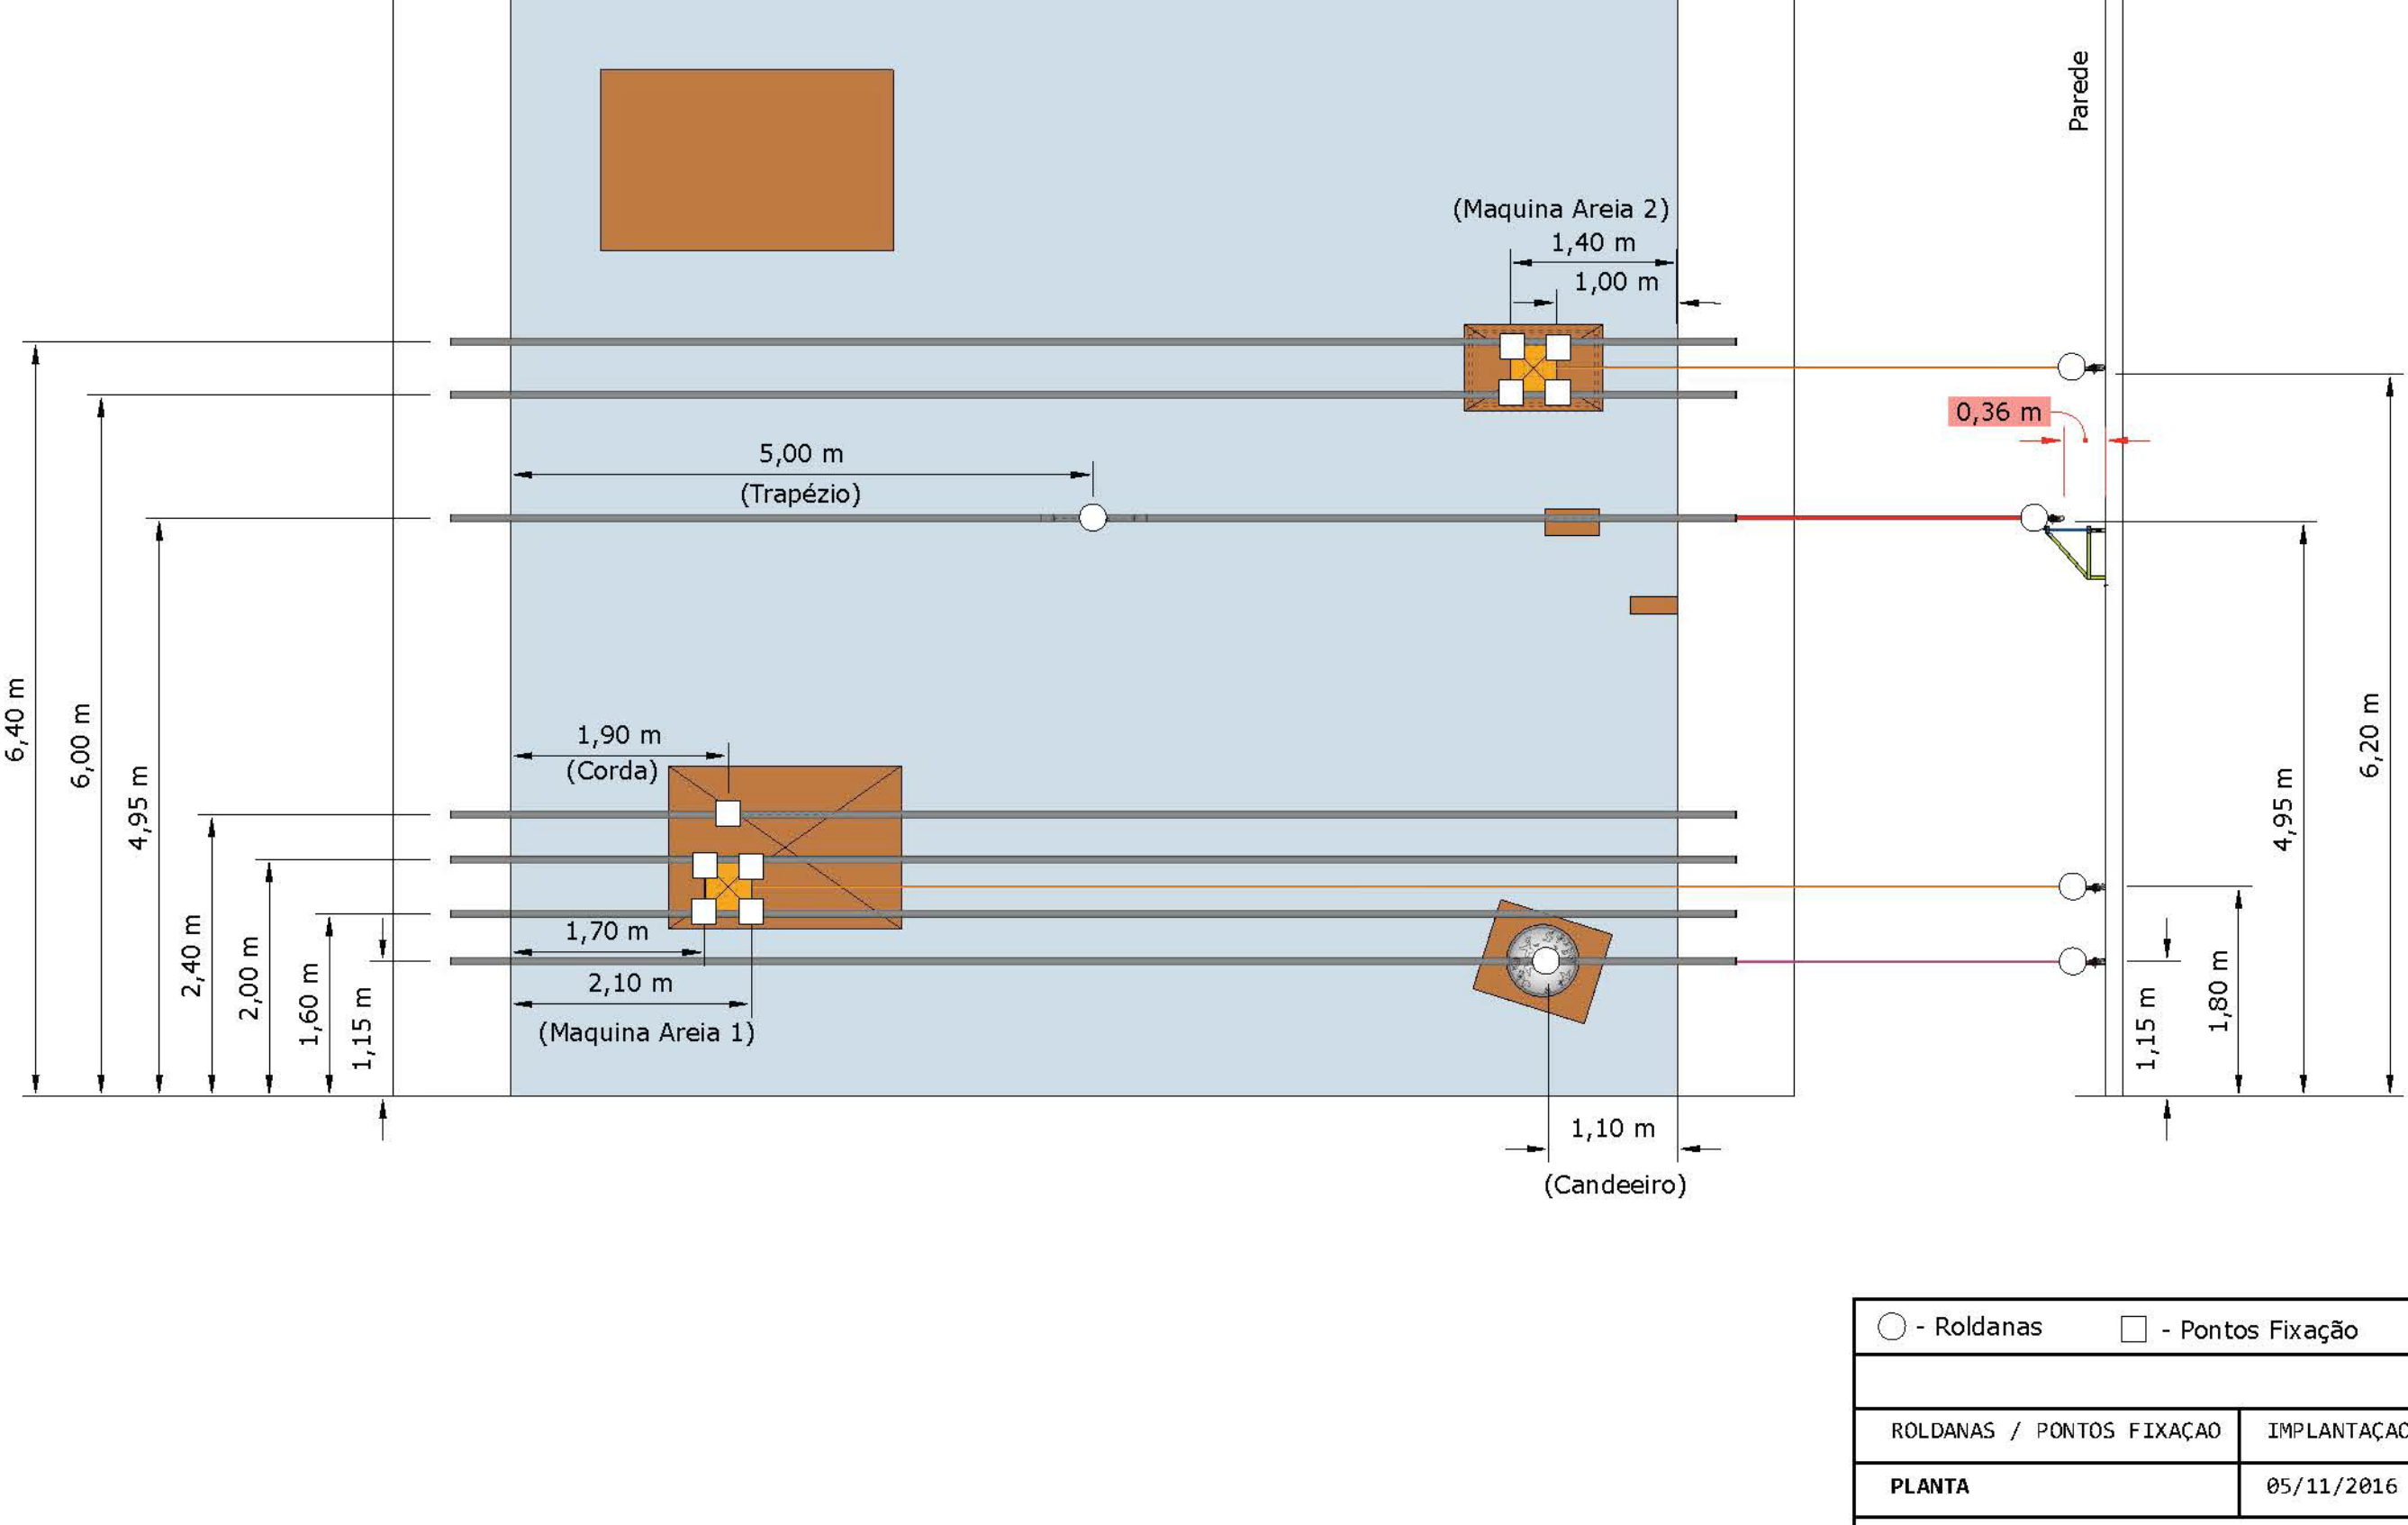 Parede
(Maquina Areia 2)
1,40 m
1,00 m
0,36 m
5,00 m
(Trapézio)
6,40 m
6,00 m
4,95 m
2,40 m
2,00 m
1,60 m
1,15 m
1,90 m
(Corda)
1,70 m
2,10 m
(Maquina Areia 1)
6,20 m
4,95 m
1,80 m
1,15 m
1,10 m
(Candeeiro)
- Roldanas
- Pontos Fixação
ROLDANAS / PONTOS FIXAÇAO
IMPLANTAÇAO
PLANTA
05/11/2016